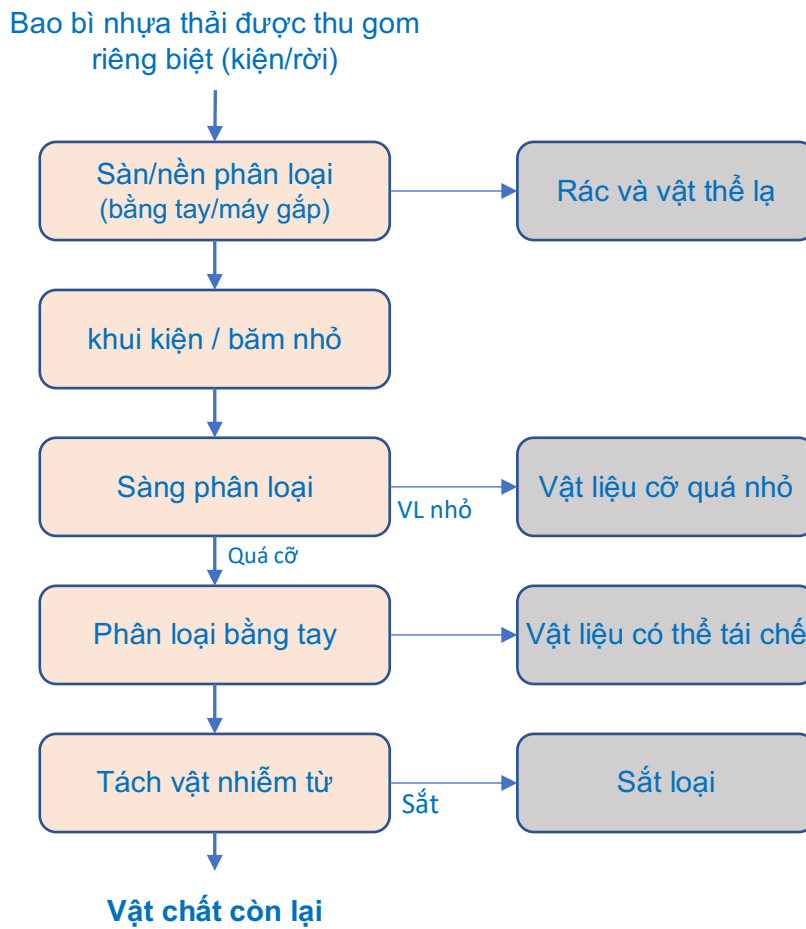 Bao bì nhựa thải được thu gom
riêng biệt (kiện/rời)
Sàn/nền phân loại
(bằng tay/máy gắp)
Rác và vật thể lạ
khui kiện / băm nhỏ
Sàng phân loại
VL nhỏ
Vật liệu cỡ quá nhỏ
Quá cỡ
Phân loại bằng tay
Vật liệu có thể tái chế
Tách vật nhiễm từ
Sắt
Sắt loại
Vật chất còn lại